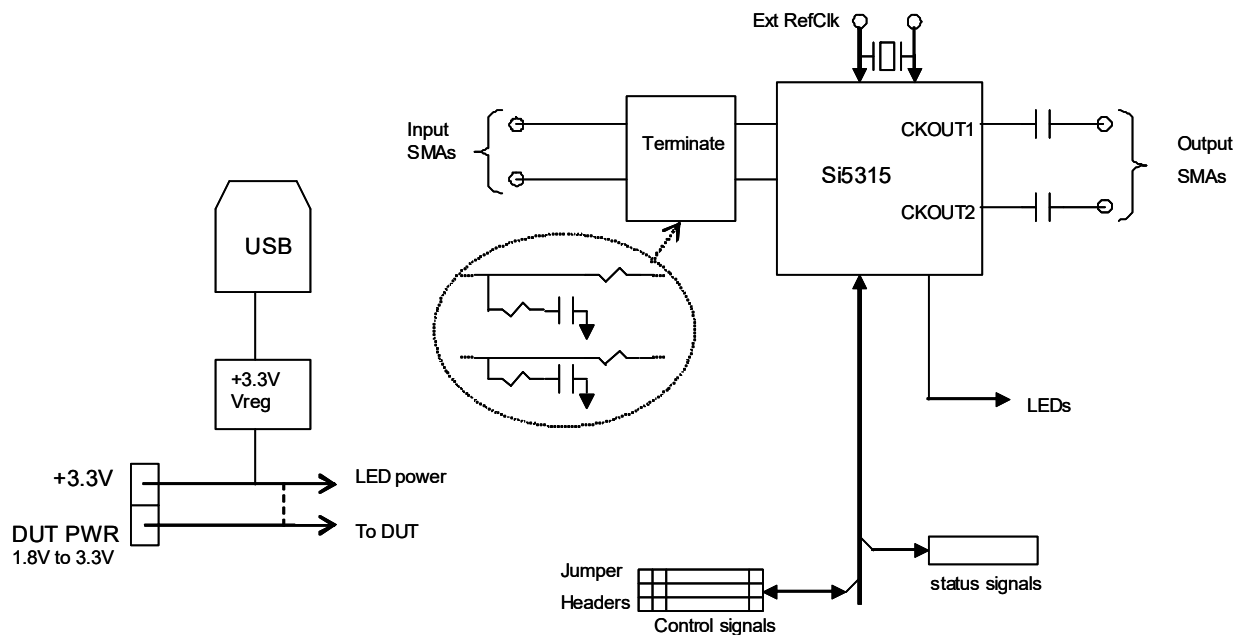 Ext RefClk
Input
SMAs
Terminate
CKOUT1
Si5315
CKOUT2
Output
SMAs
USB
+3.3V
Vreg
LEDs
+3.3V
LED power
DUT PWR
1.8V to 3.3V
To DUT
Jumper
Headers
Control signals
status signals